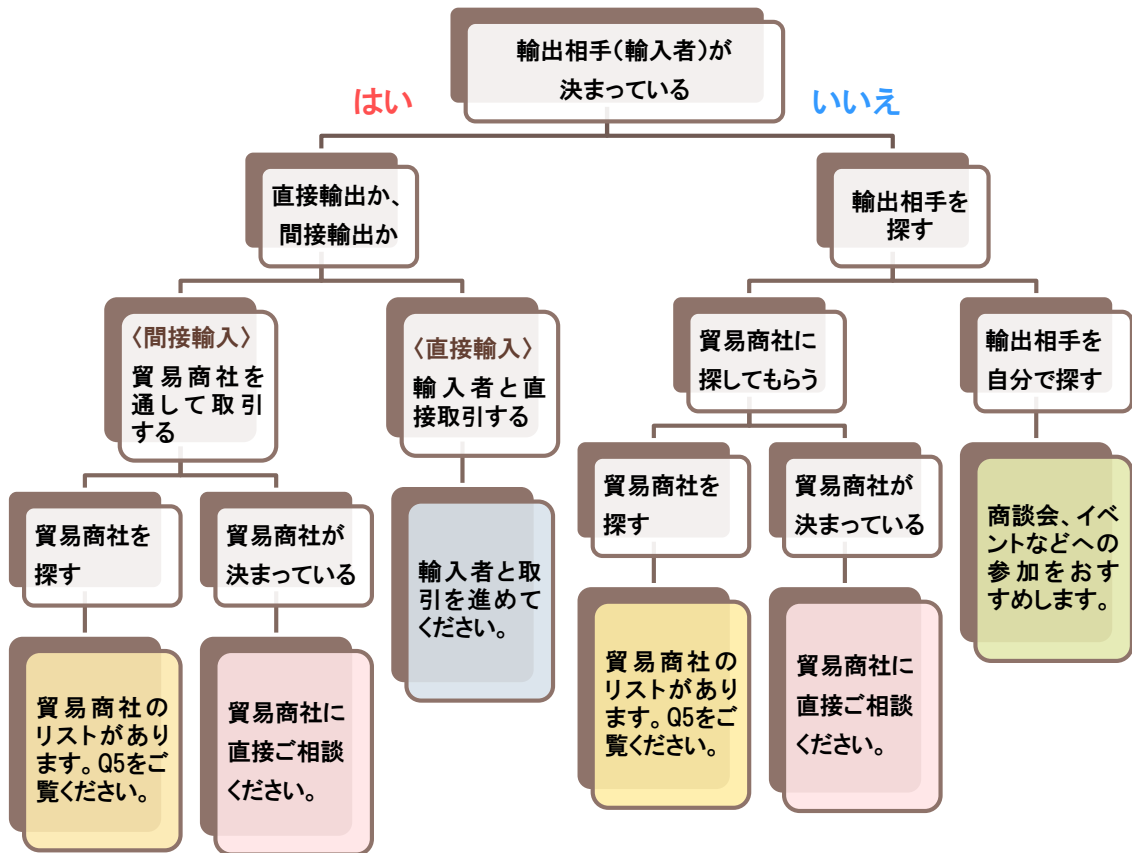 輸出相手(輸入者)が
決まっている
はい
いいえ
直接輸出か、
間接輸出か
輸出相手を
探す
〈間接輸入〉
貿易商社を
通して取引
する
〈直接輸入〉
輸入者と直
接取引する
貿易商社に
探してもらう
輸出相手を
自分で探す
貿易商社を
探す
貿易商社が
決まっている
輸入者と取
引を進めて
ください。
貿易商社を
探す
貿易商社が
決まっている
商談会、イベ
ントなどへの
参加をおす
すめします。
貿易商社の
リストがあり
ます。Q5をご
覧ください。
貿易商社に
直接ご相談
ください。
貿易商社の
リストがあり
ます。Q5をご
覧ください。
貿易商社に
直接ご相談
ください。